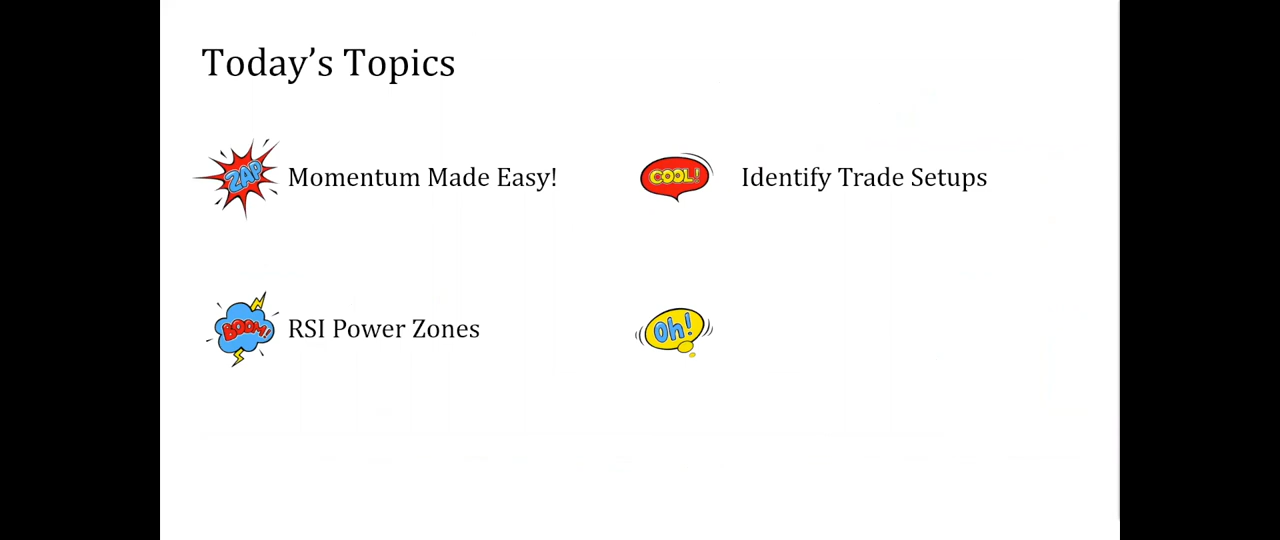 Today’s Topics
ZAP
Momentum Made Easy!
COOL!
Identify Trade Setups
BOOM!
RSI Power Zones
Oh!